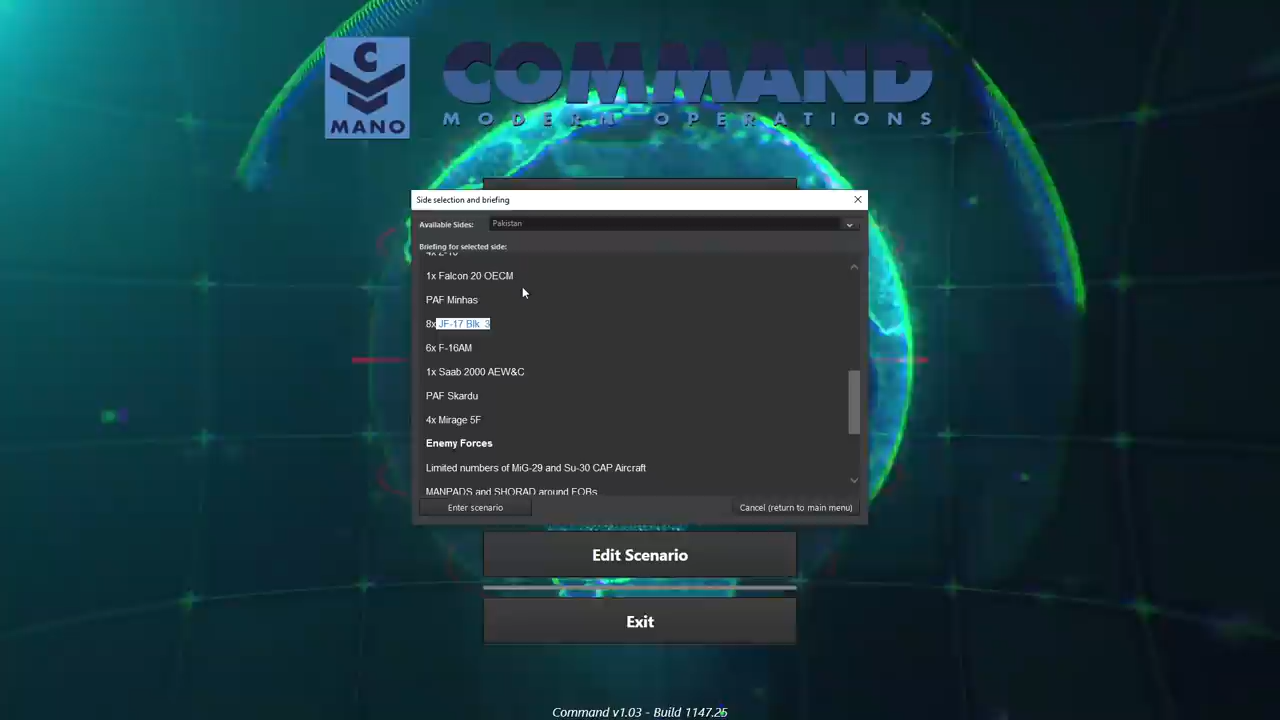 C
MANO
COMMAND
MODERN OPERATIONS
Side selection and briefing
Available Sides: Pakistan
Briefing for selected side:
1x Falcon 20 OECM
PAF Minhas
8x JF-17 Blk 3
6x F-16AM
1x Saab 2000 AEW&C
PAF Skardu
4x Mirage 5F
Enemy Forces
Limited numbers of MiG-29 and Su-30 CAP Aircraft
MANPADS and SHORAD around FOBs
Enter scenario
Cancel (return to main menu)
Edit Scenario
Exit
Command v1.03 - Build 1147.25